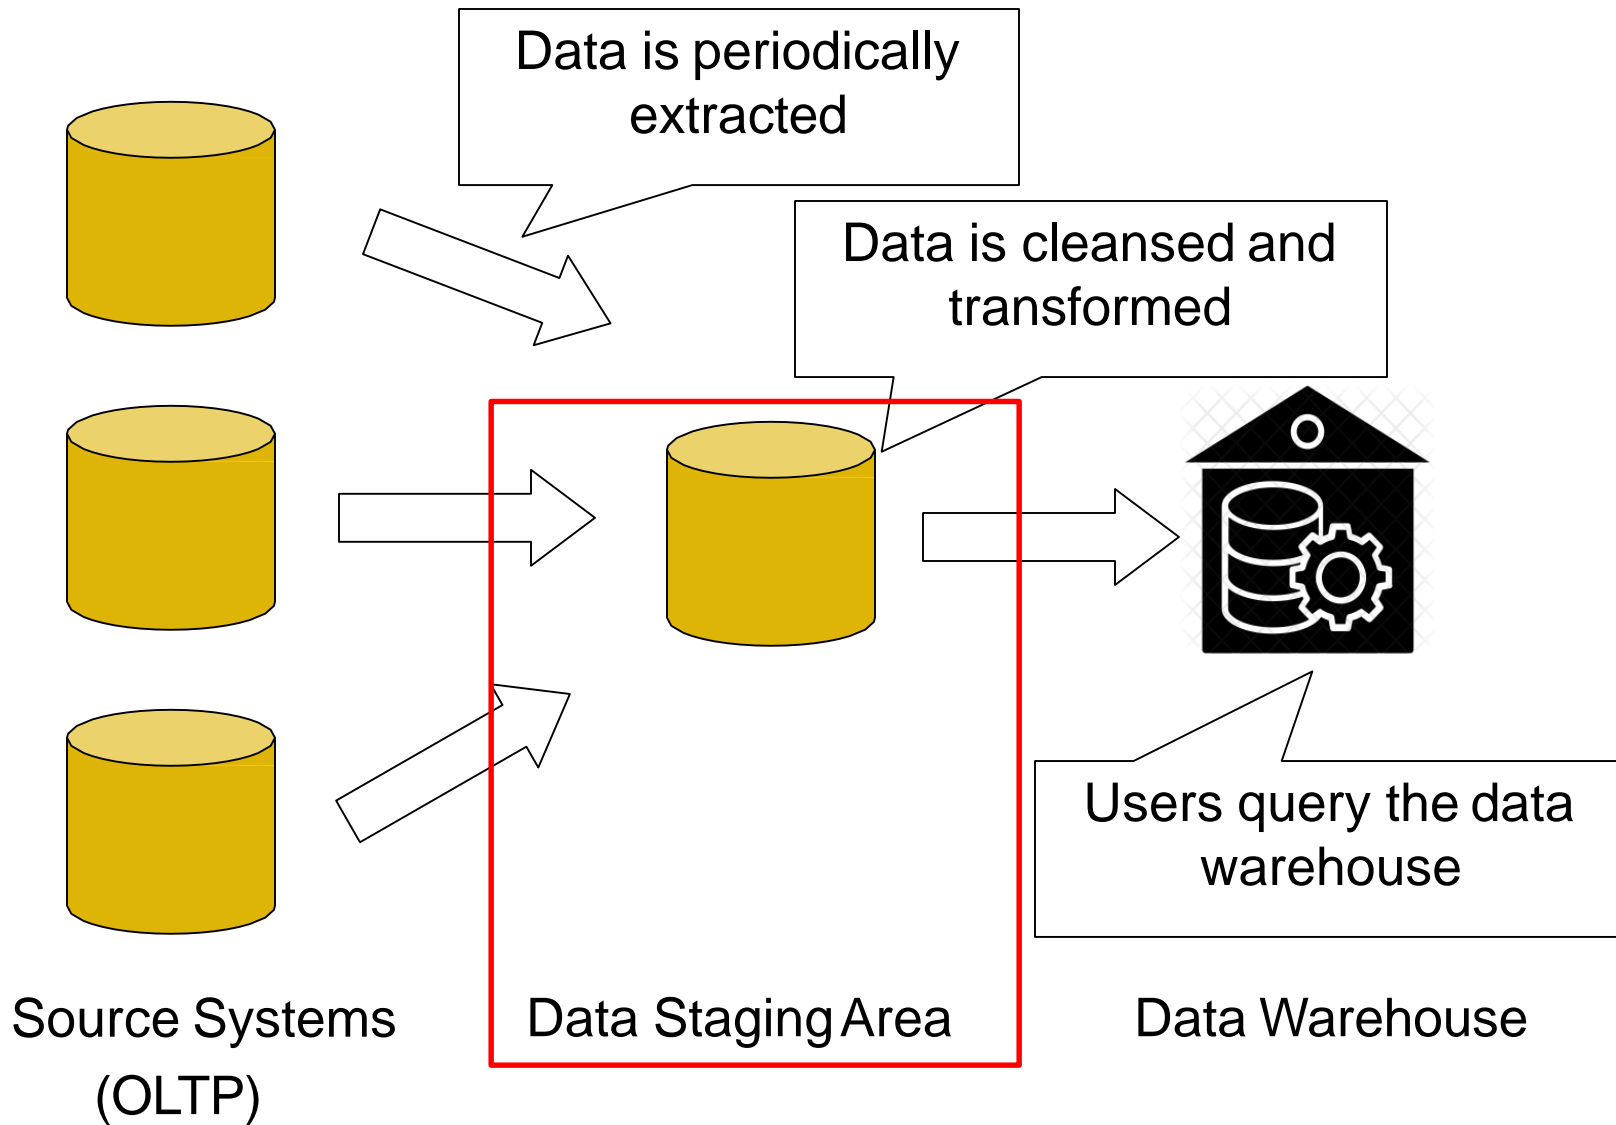 Data is periodically
extracted
Data is cleansed and
transformed
Users query the data
warehouse
Source Systems
(OLTP)
Data Staging Area
Data Warehouse